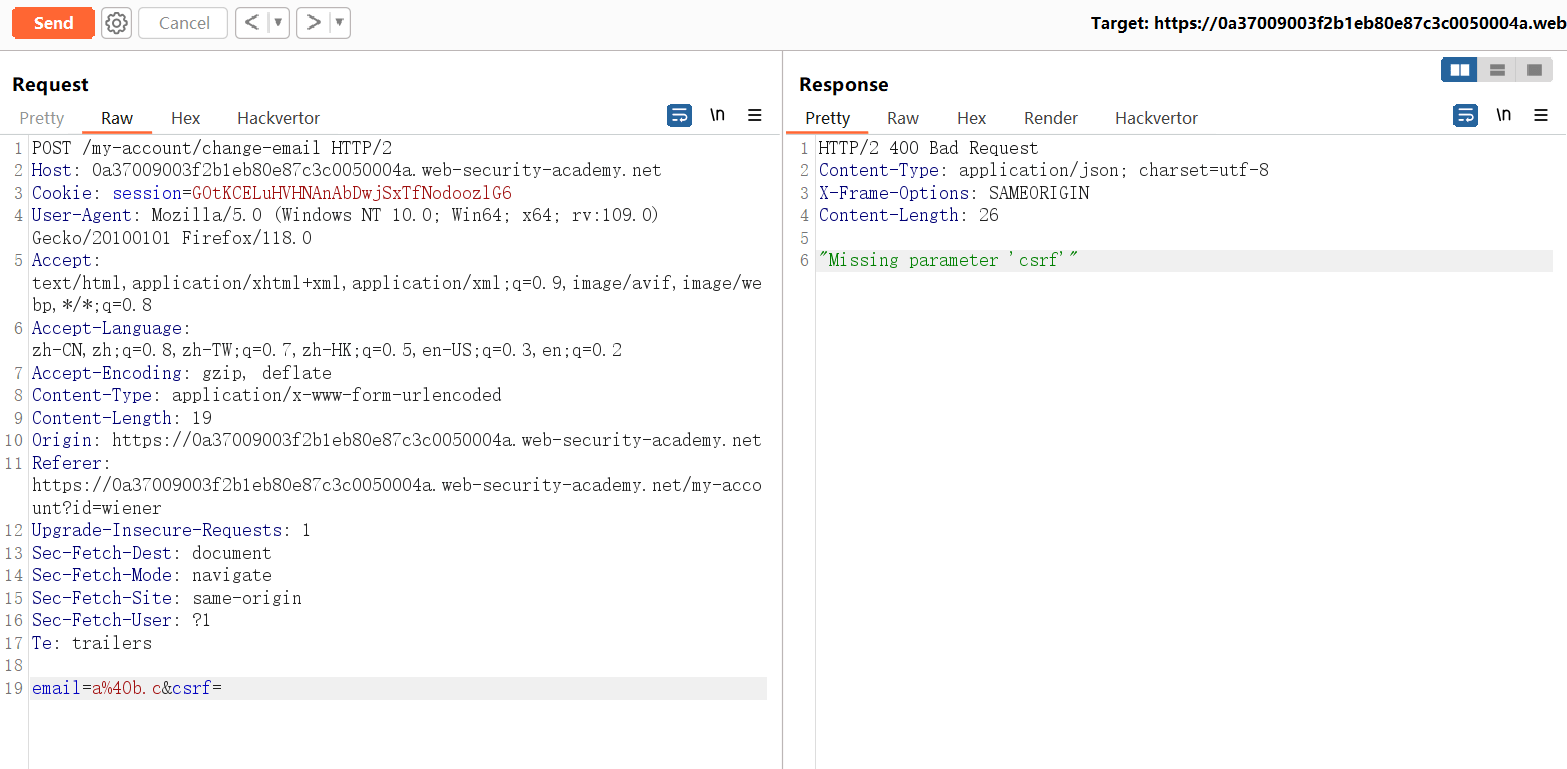 Send Cancel < ▼ > ▼ Target: https://0a37009003f2b1eb80e87c3c0050004a.web
Request
Pretty Raw Hex Hackvertor \n
1 POST /my-account/change-email HTTP/2
2 Host: 0a37009003f2b1eb80e87c3c0050004a.web-security-academy.net
3 Cookie: session=GOtKCELuHVHNAnAbDwjSxTfNodoozlG6
4 User-Agent: Mozilla/5.0 (Windows NT 10.0; Win64; x64; rv:109.0)
Gecko/20100101 Firefox/118.0
5 Accept:
text/html,application/xhtml+xml,application/xml;q=0.9,image/avif,image/we
bp,*/*;q=0.8
6 Accept-Language:
zh-CN,zh;q=0.8,zh-TW;q=0.7,zh-HK;q=0.5,en-US;q=0.3,en;q=0.2
7 Accept-Encoding: gzip, deflate
8 Content-Type: application/x-www-form-urlencoded
9 Content-Length: 19
10 Origin: https://0a37009003f2b1eb80e87c3c0050004a.web-security-academy.net
11 Referer:
https://0a37009003f2b1eb80e87c3c0050004a.web-security-academy.net/my-acco
unt?id=wiener
12 Upgrade-Insecure-Requests: 1
13 Sec-Fetch-Dest: document
14 Sec-Fetch-Mode: navigate
15 Sec-Fetch-Site: same-origin
16 Sec-Fetch-User: ?1
17 Te: trailers
18
19 email=a%40b.c&csrf=
Response
Pretty Raw Hex Render Hackvertor \n
1 HTTP/2 400 Bad Request
2 Content-Type: application/json; charset=utf-8
3 X-Frame-Options: SAMEORIGIN
4 Content-Length: 26
5
6 "Missing parameter 'csrf'"